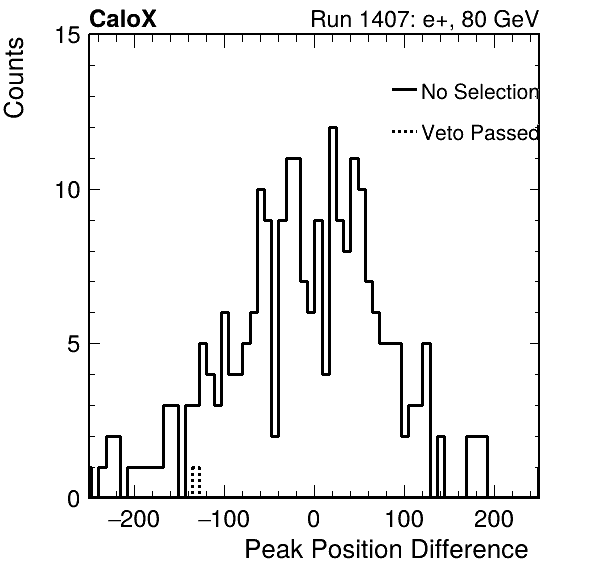 CaloX Run 1407: e+, 80 GeV
Counts
15
No Selection
Veto Passed
10
5
0
−200 −100 0 100 200
Peak Position Difference